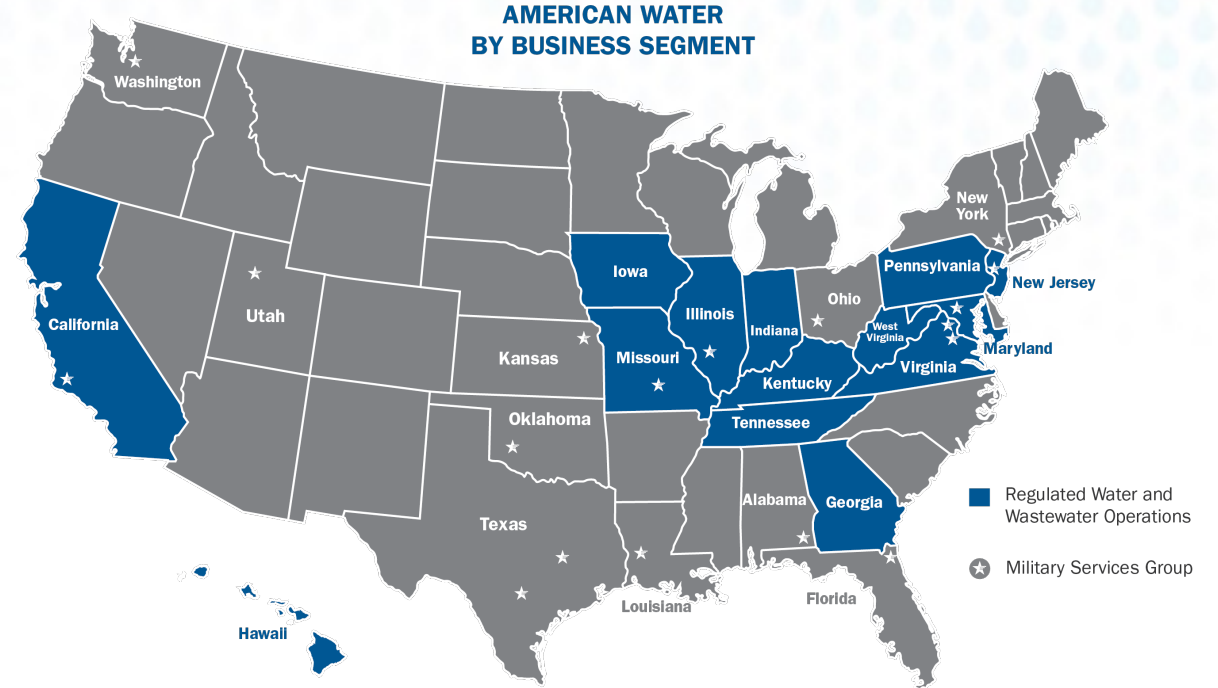 AMERICAN WATER
BY BUSINESS SEGMENT
Washington
New
York
Pennsylvania
New Jersey
Iowa
Ohio
Illinois
Indiana
Utah
California
West
Virginia
Maryland
Kansas
Missouri
Virginia
Kentucky
Oklahoma
Tennessee
Alabama
Georgia
Texas
Regulated Water and
Wastewater Operations
Military Services Group
Louisiana
Florida
Hawaii